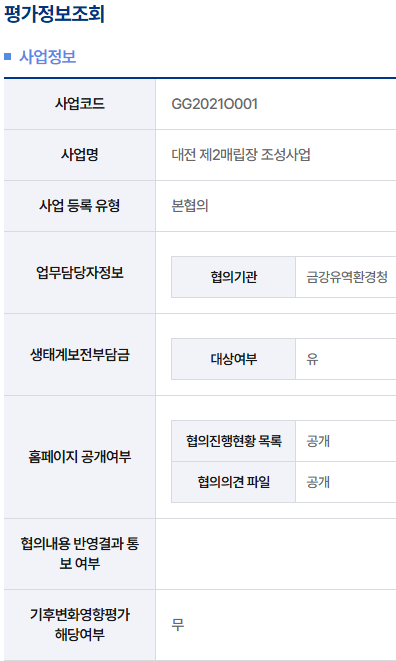 평가정보조회
사업정보
사업코드 GG2021O001
사업명 대전 제2매립장 조성사업
사업 등록 유형 본협의
업무담당자정보 협의기관 금강유역환경청
생태계보전부담금 대상여부 유
홈페이지 공개여부 협의진행현황 목록 공개
협의의견 파일 공개
협의내용 반영결과 통
보 여부
기후변화영향평가
해당여부 무